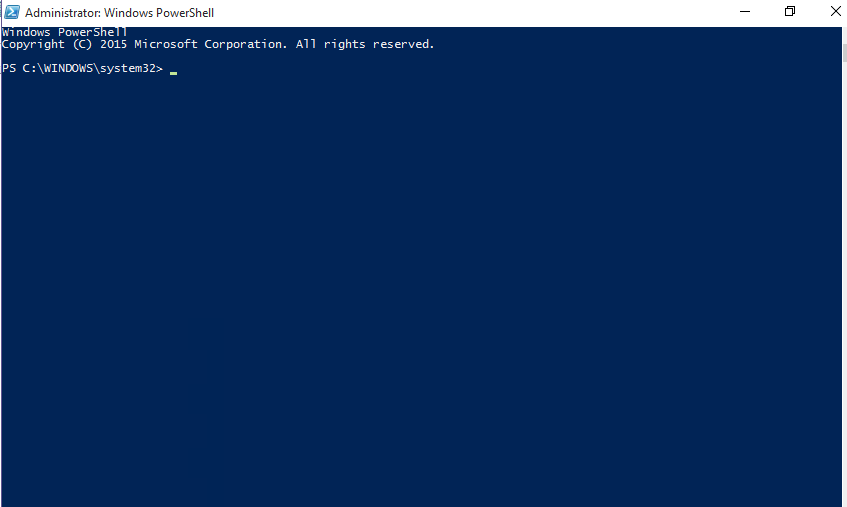 Administrator: Windows PowerShell
Windows PowerShell
Copyright (C) 2015 Microsoft Corporation. All rights reserved.
PS C:\WINDOWS\system32>